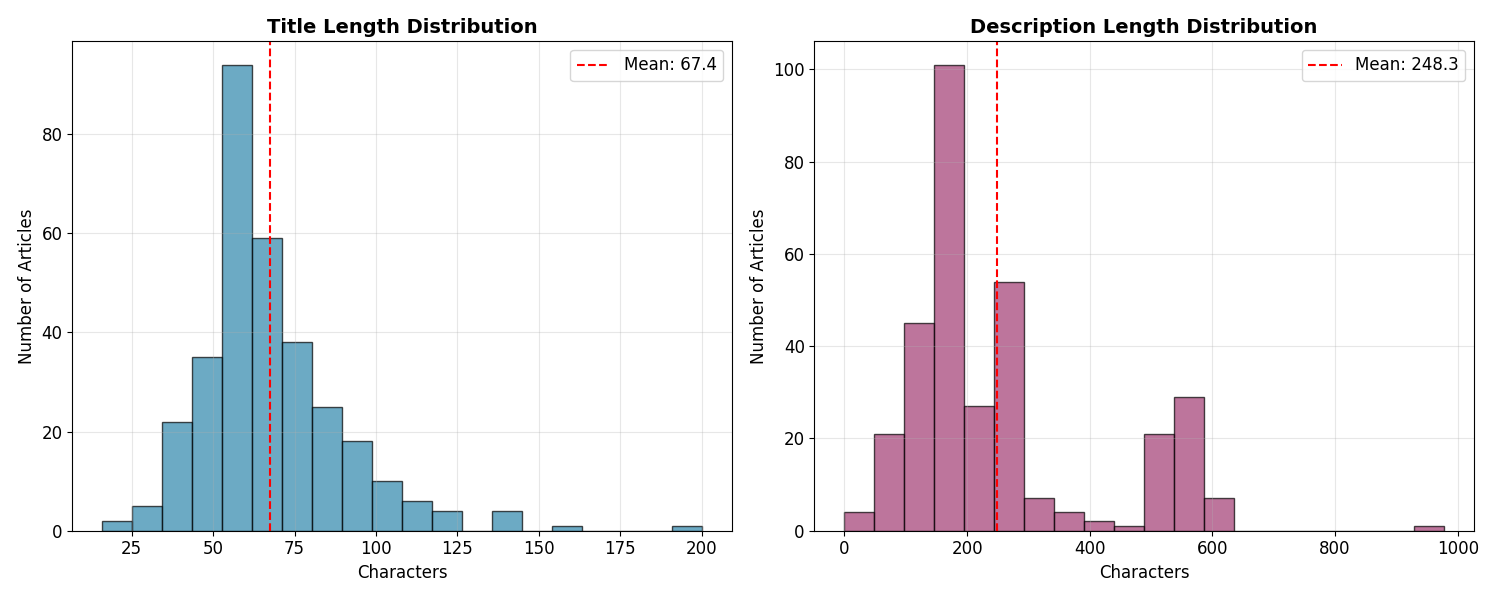 Title Length Distribution
Mean: 67.4
Number of Articles
80
60
40
20
0
25 50 75 100 125 150 175 200
Characters
Description Length Distribution
Mean: 248.3
Number of Articles
100
80
60
40
20
0
0 200 400 600 800 1000
Characters